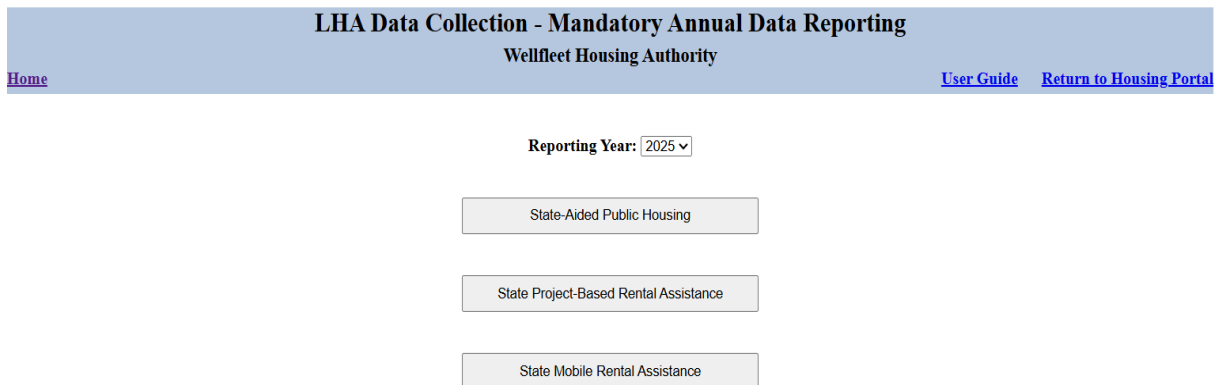 LHA Data Collection - Mandatory Annual Data Reporting
Wellfleet Housing Authority
Home User Guide Return to Housing Portal
Reporting Year: 2025
State-Aided Public Housing
State Project-Based Rental Assistance
State Mobile Rental Assistance